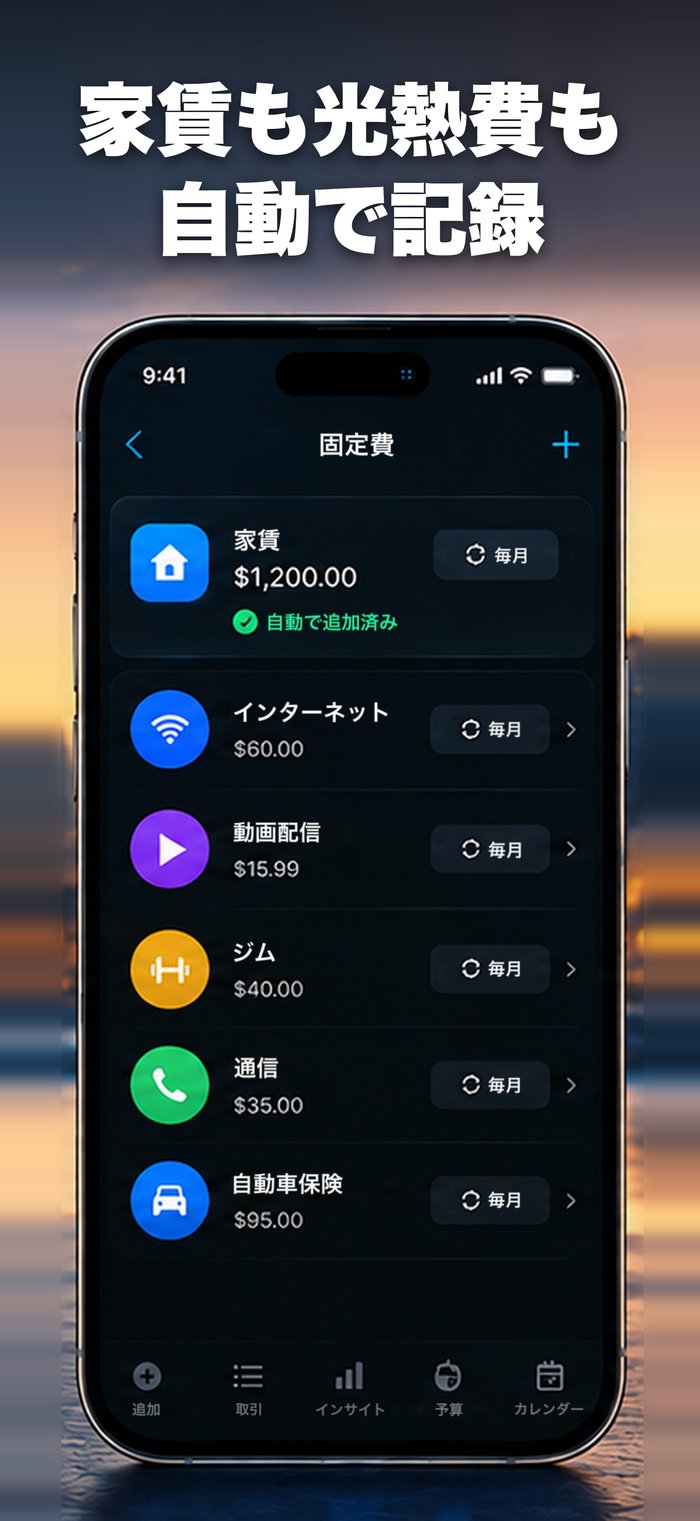 家賃も光熱費も
自動で記録
9:41
固定費
家賃
$1,200.00
毎月
自動で追加済み
インターネット
$60.00
毎月
動画配信
$15.99
毎月
ジム
$40.00
毎月
通信
$35.00
毎月
自動車保険
$95.00
毎月
追加
取引
インサイト
予算
カレンダー